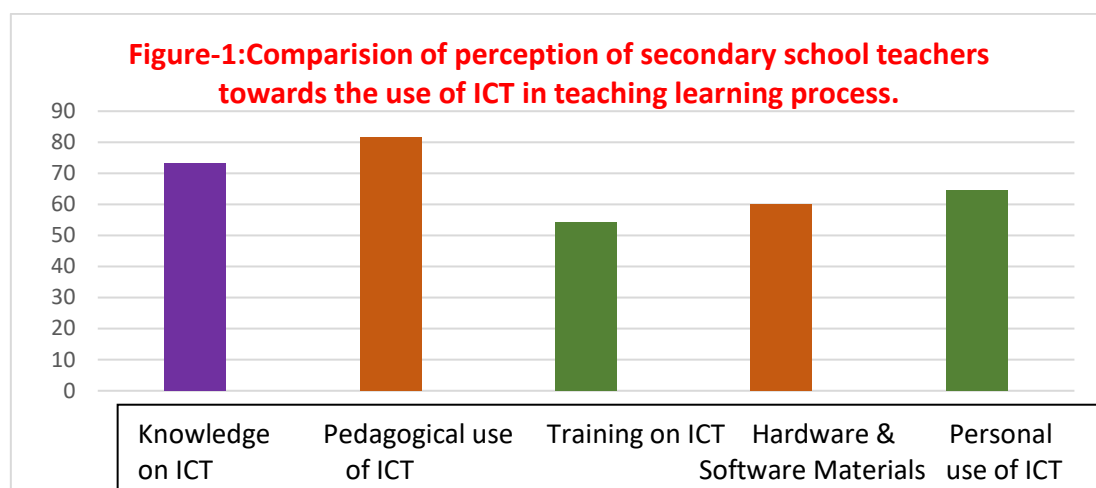 Figure-1:Comparision of perception of secondary school teachers
towards the use of ICT in teaching learning process.
90
80
70
60
50
40
30
20
10
0
Knowledge Pedagogical use Training on ICT Hardware & Personal
on ICT of ICT Software Materials use of ICT